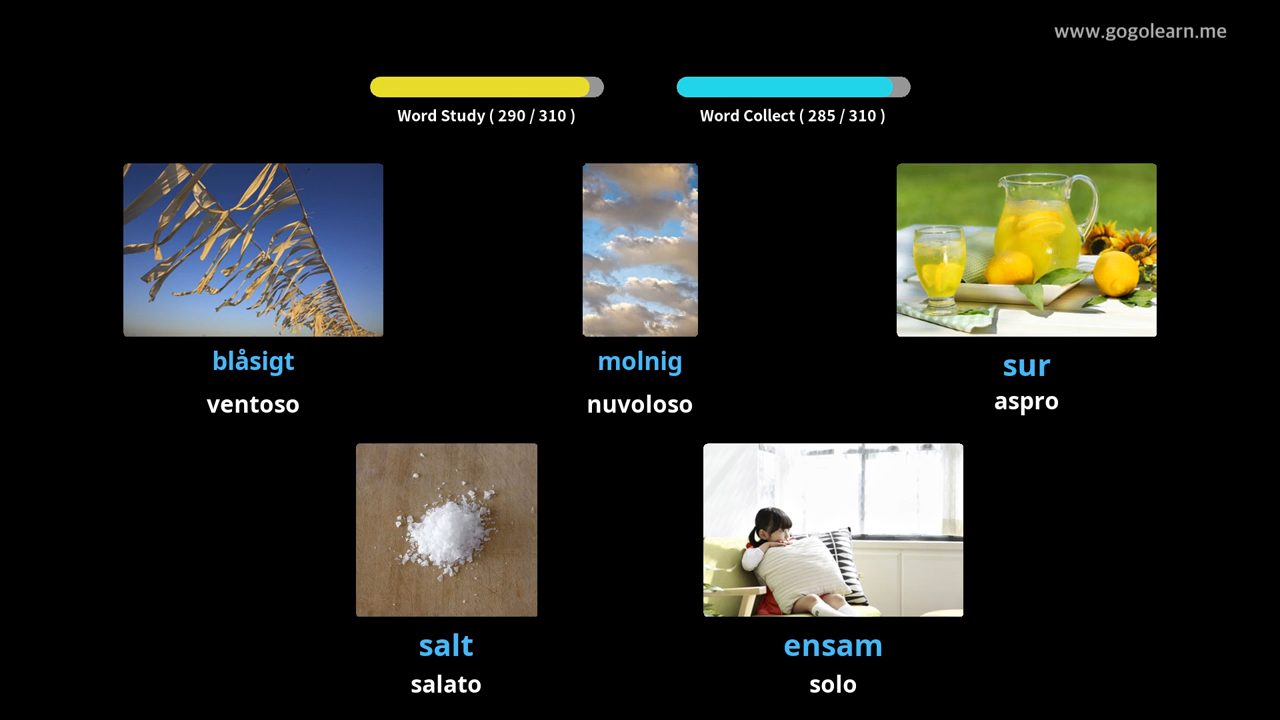 www.gogolearn.me
Word Study ( 290 / 310 )
Word Collect ( 285 / 310 )
blåsigt
ventoso
molnig
nuvoloso
sur
aspro
salt
salato
ensam
solo